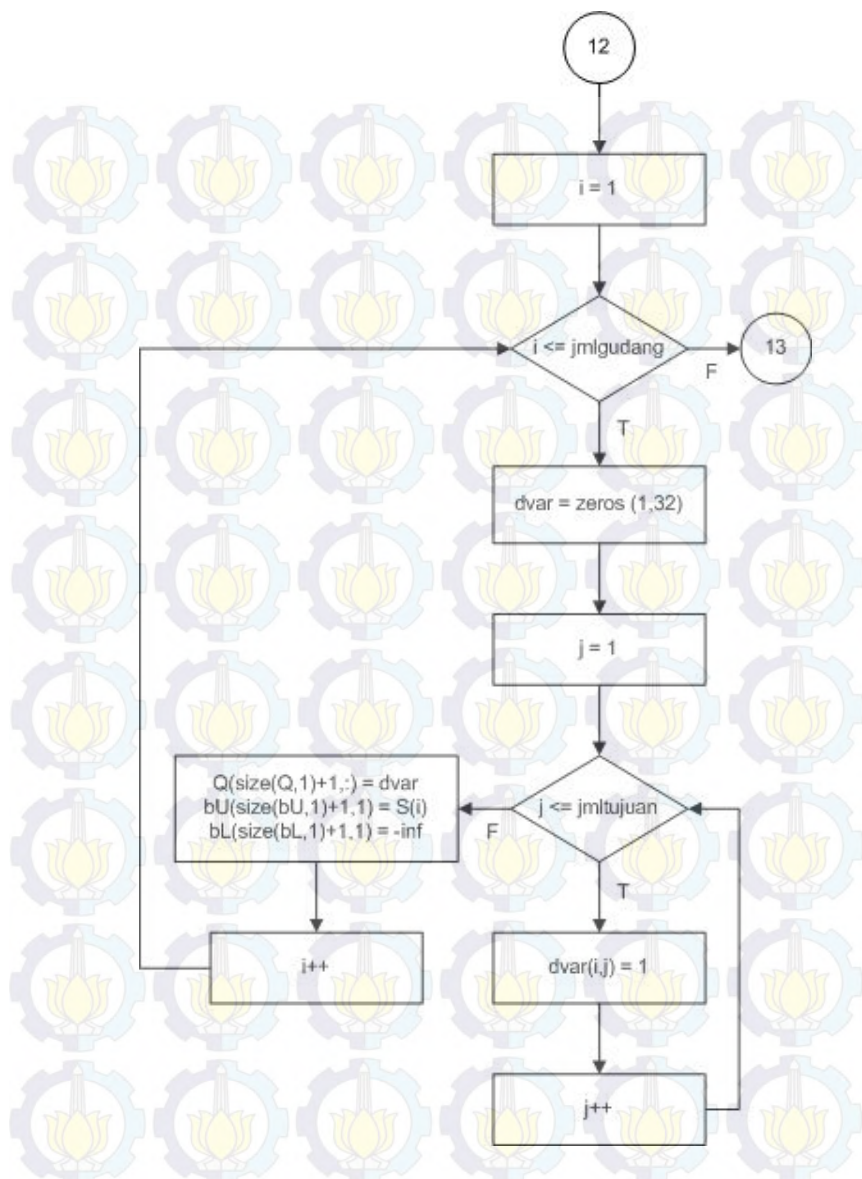 12
i = 1
i <= jmlgudang
F
13
T
dvar = zeros (1,32)
j = 1
j <= jmltujuan
F
T
Q(size(Q,1)+1,:) = dvar
bU(size(bU,1)+1,1) = S(i)
bL(size(bL,1)+1,1) = -inf
i++
dvar(i,j) = 1
j++